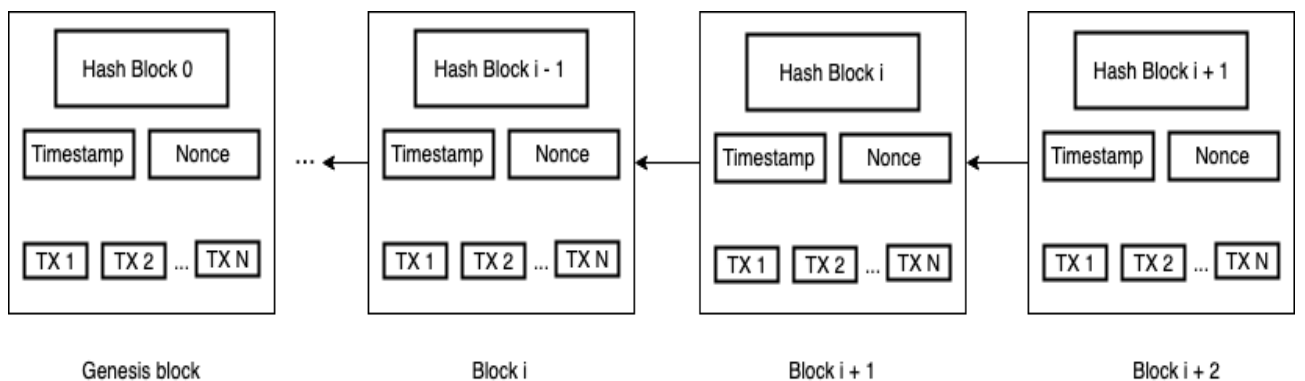 Hash Block 0
Timestamp
Nonce
TX 1
TX 2
...
TX N
Genesis block
...
Hash Block i - 1
Timestamp
Nonce
TX 1
TX 2
...
TX N
Block i
Hash Block i
Timestamp
Nonce
TX 1
TX 2
...
TX N
Block i + 1
Hash Block i + 1
Timestamp
Nonce
TX 1
TX 2
...
TX N
Block i + 2